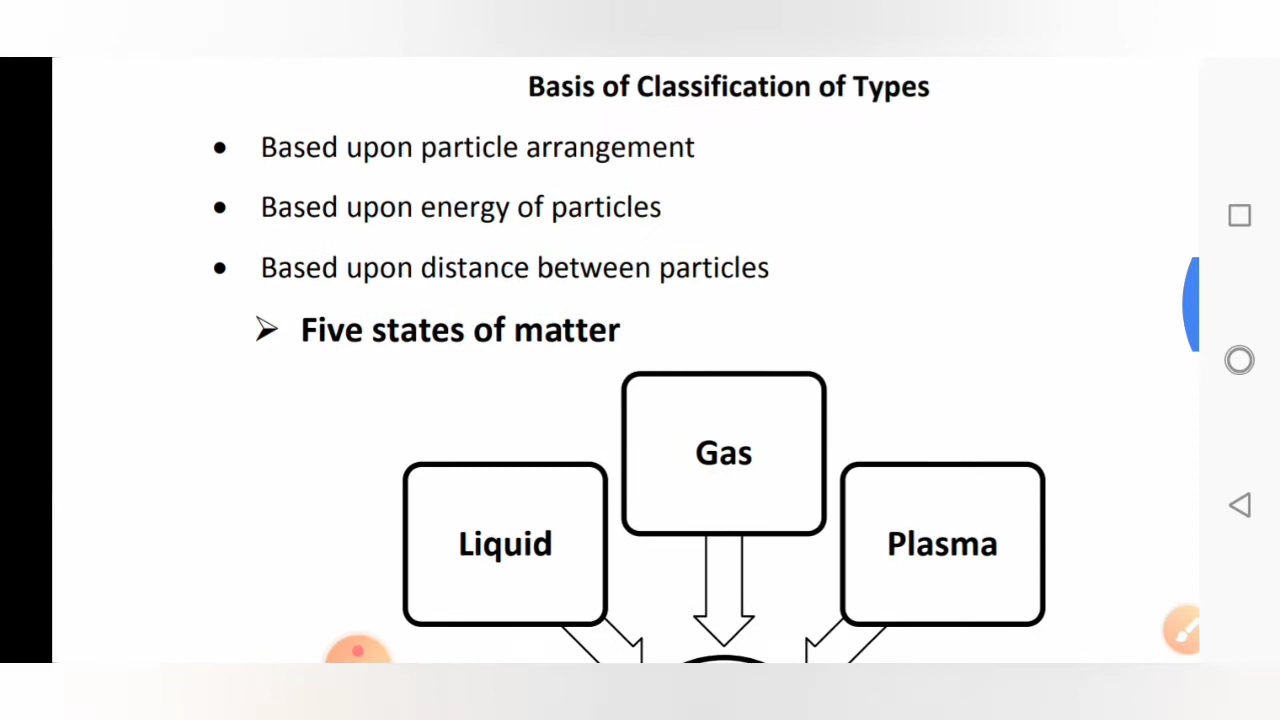 Basis of Classification of Types
• Based upon particle arrangement
• Based upon energy of particles
• Based upon distance between particles
➢ Five states of matter
Gas
Liquid
Plasma